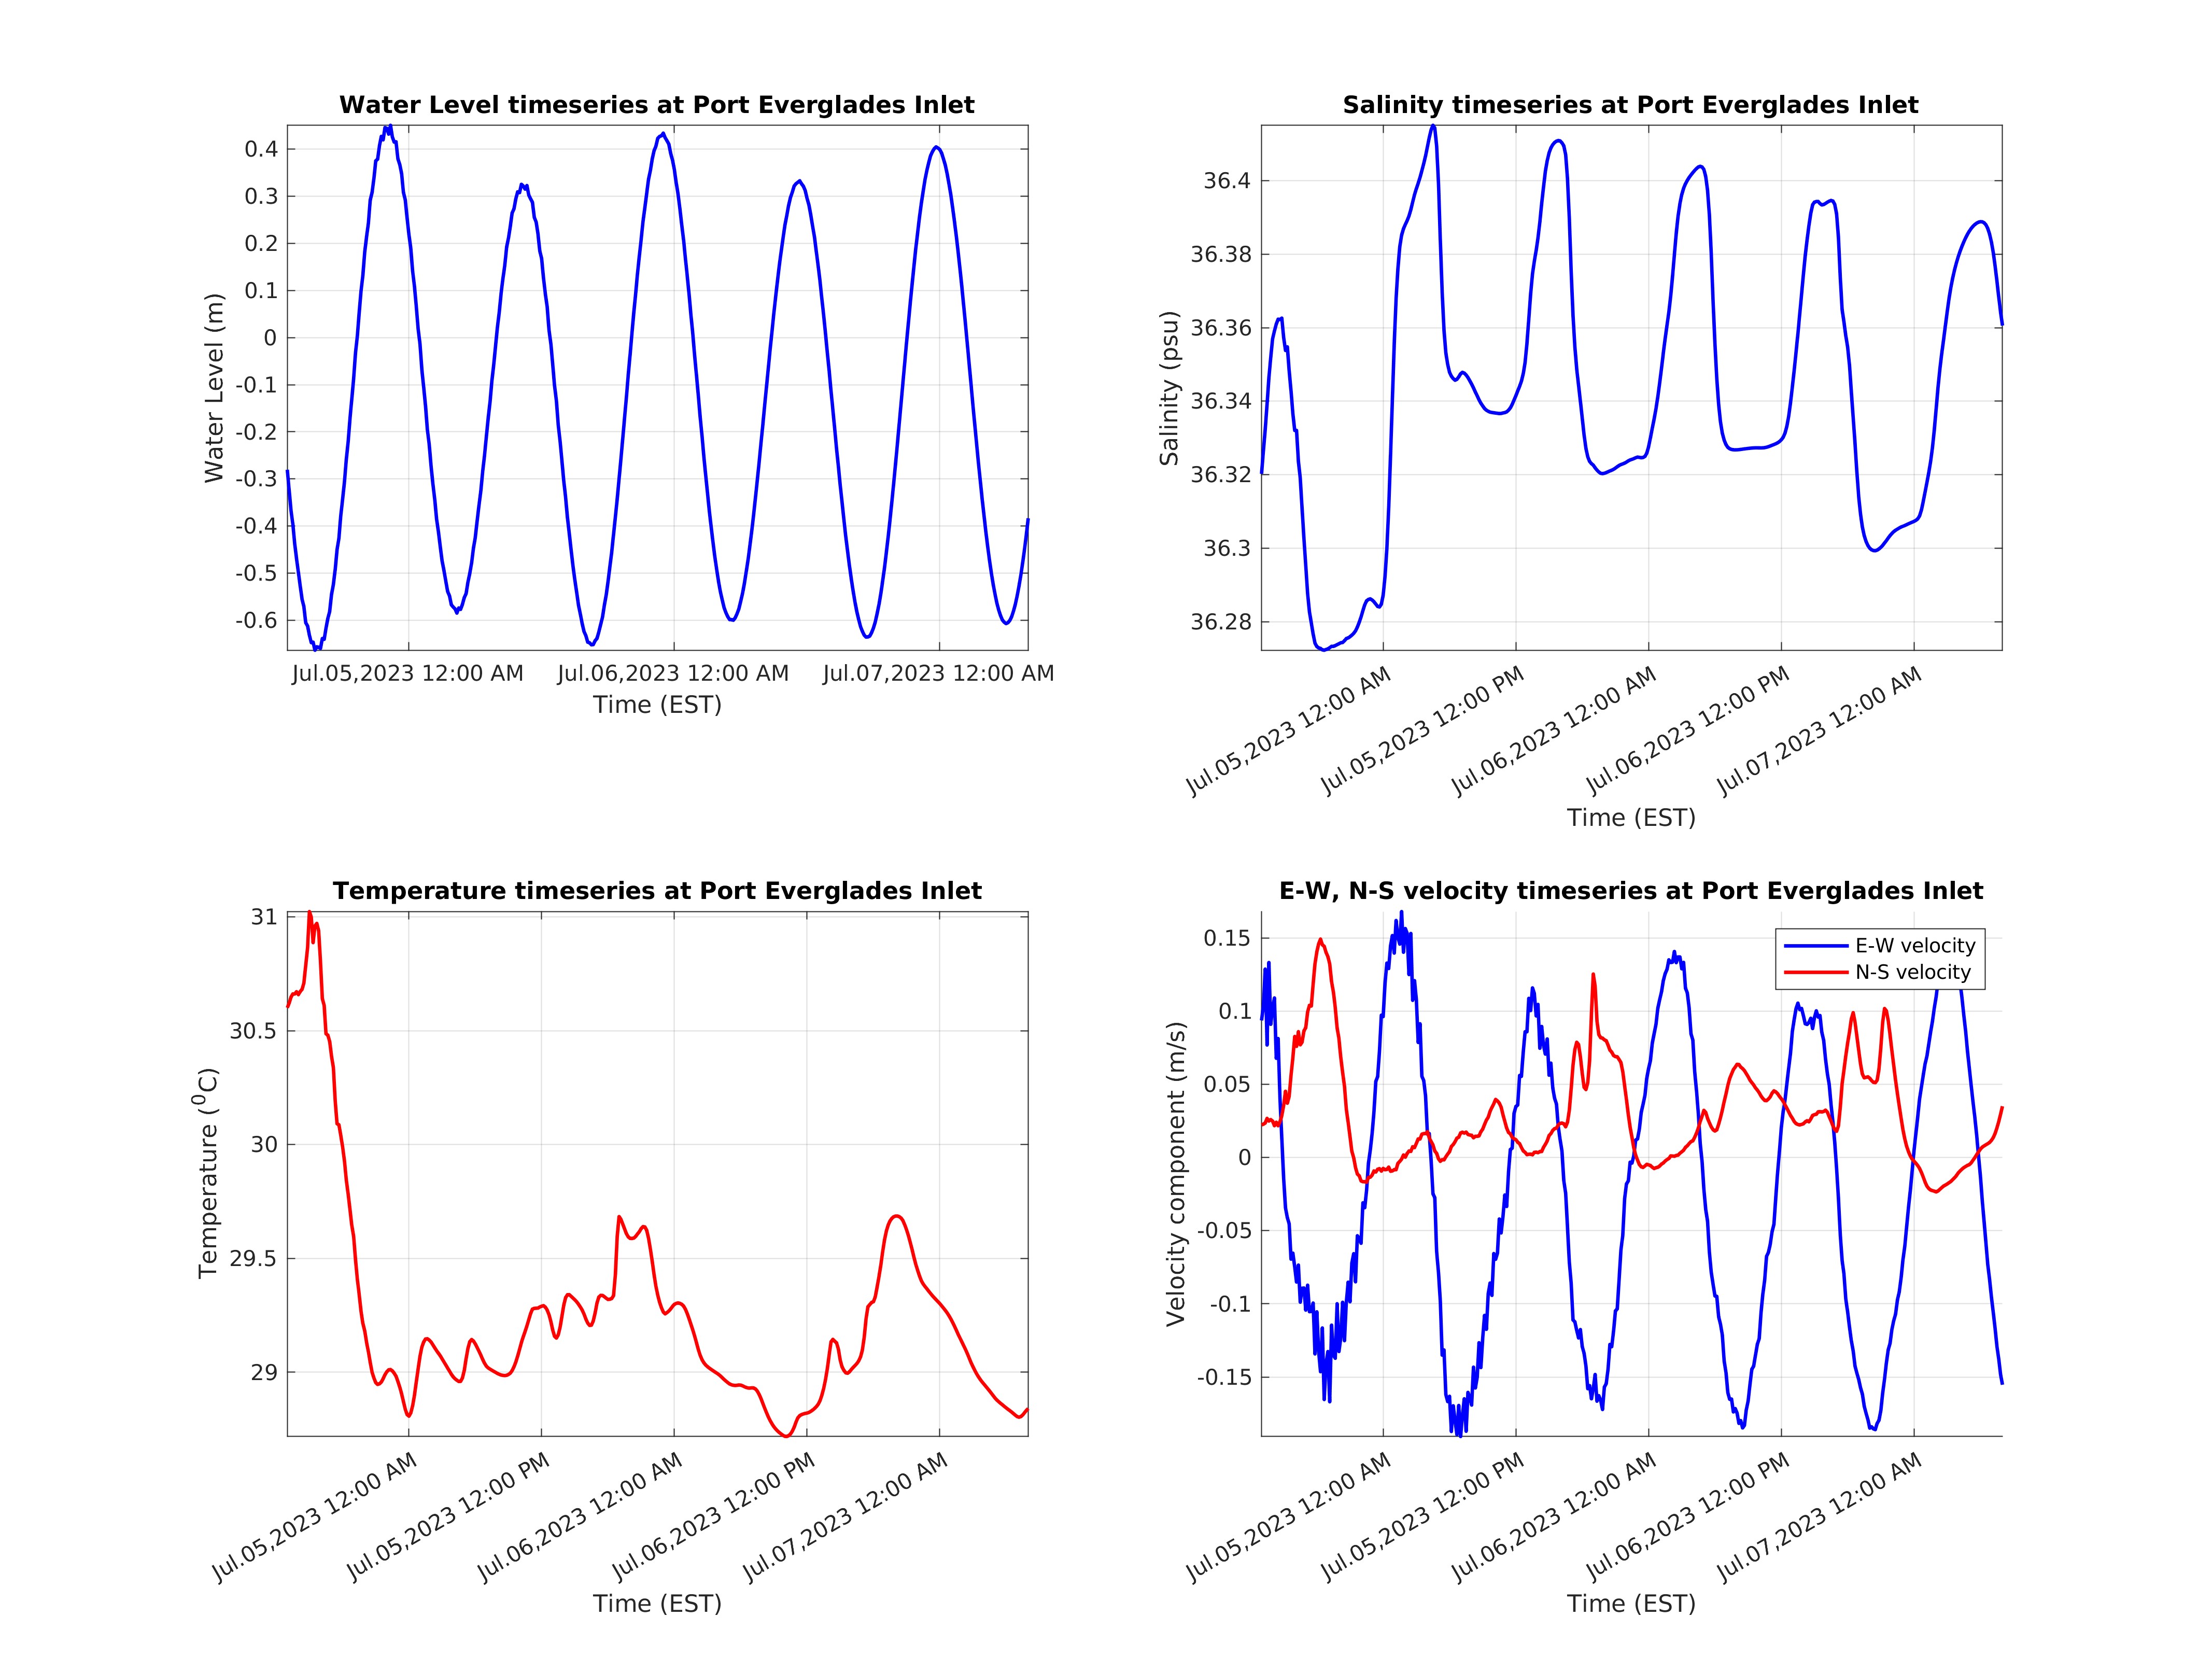 Water Level timeseries at Port Everglades Inlet
Water Level (m)
0.4
0.3
0.2
0.1
0
-0.1
-0.2
-0.3
-0.4
-0.5
-0.6
Jul.05,2023 12:00 AM
Jul.06,2023 12:00 AM
Jul.07,2023 12:00 AM
Time (EST)
Salinity timeseries at Port Everglades Inlet
Salinity (psu)
36.4
36.38
36.36
36.34
36.32
36.3
36.28
Jul.05,2023 12:00 AM
Jul.05,2023 12:00 PM
Jul.06,2023 12:00 AM
Jul.06,2023 12:00 PM
Jul.07,2023 12:00 AM
Time (EST)
Temperature timeseries at Port Everglades Inlet
Temperature (⁰C)
31
30.5
30
29.5
29
Jul.05,2023 12:00 AM
Jul.05,2023 12:00 PM
Jul.06,2023 12:00 AM
Jul.06,2023 12:00 PM
Jul.07,2023 12:00 AM
Time (EST)
E-W, N-S velocity timeseries at Port Everglades Inlet
Velocity component (m/s)
0.15
0.1
0.05
0
-0.05
-0.1
-0.15
E-W velocity
N-S velocity
Jul.05,2023 12:00 AM
Jul.05,2023 12:00 PM
Jul.06,2023 12:00 AM
Jul.06,2023 12:00 PM
Jul.07,2023 12:00 AM
Time (EST)